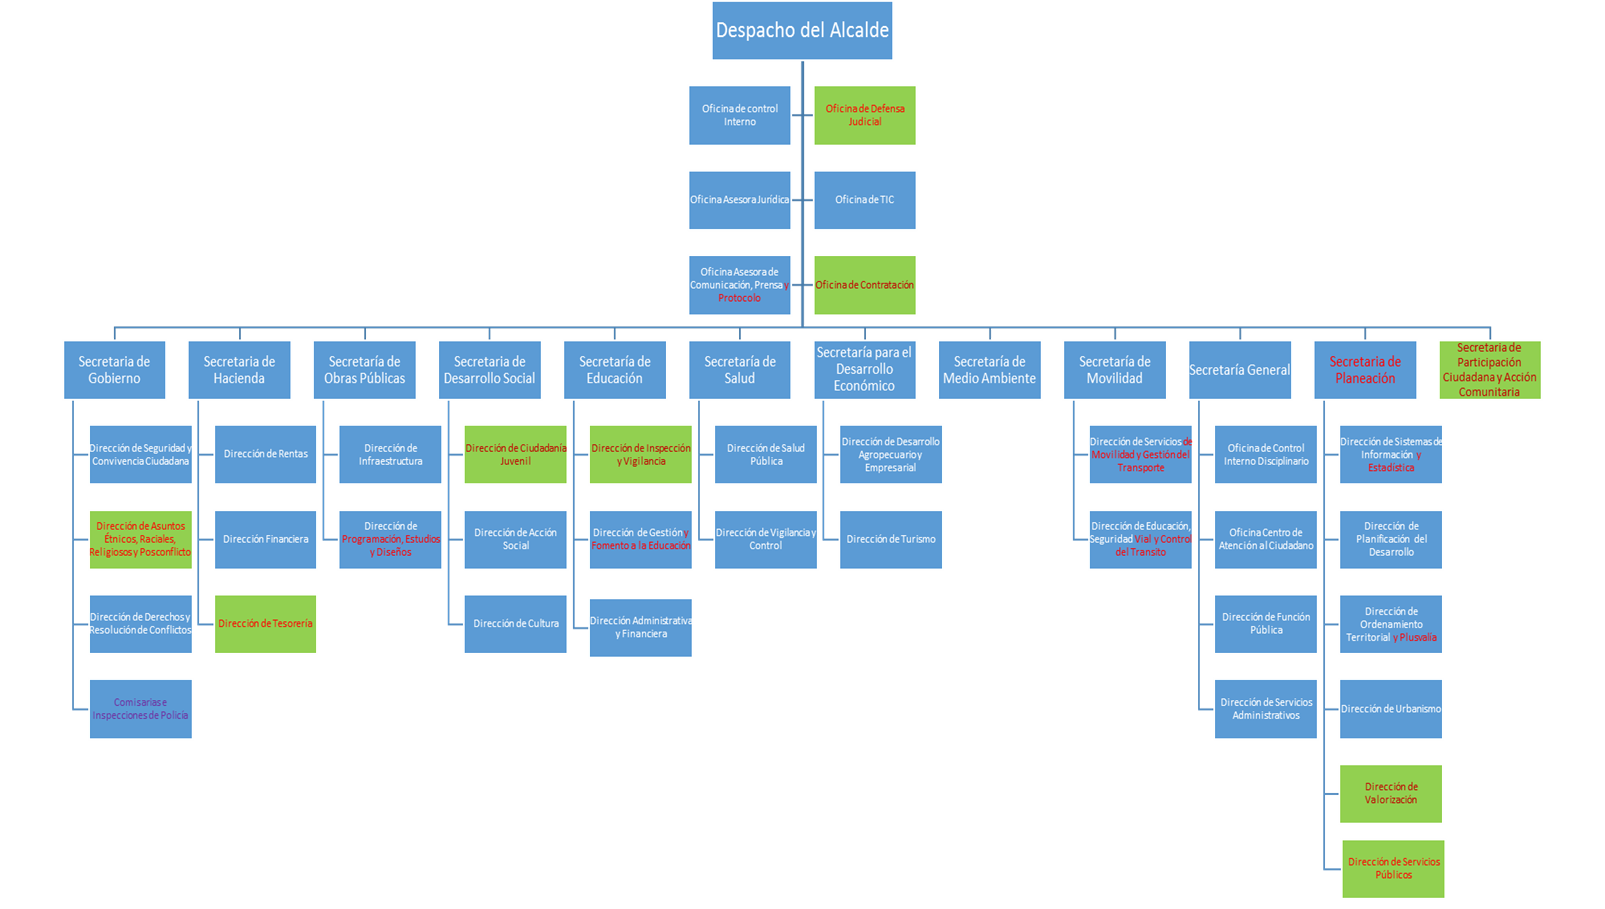 Despacho del Alcalde
Oficina de control
Interno
Oficina de Defensa
Judicial
Oficina Asesora Jurídica
Oficina de TIC
Oficina Asesora de
Comunicación, Prensa y
Protocolo
Oficina de Contratación
Secretaria de
Gobierno
Secretaria de
Hacienda
Secretaría de
Obras Públicas
Secretaria de
Desarrollo Social
Secretaría de
Educación
Secretaría de
Salud
Secretaría para el
Desarrollo
Económico
Secretaría de
Medio Ambiente
Secretaría de
Movilidad
Secretaría General
Secretaria de
Planeación
Secretaria de
Participación
Ciudadana y Acción
Comunitaria
Dirección de Seguridad y
Convivencia Ciudadana
Dirección de Asuntos
Étnicos, Raciales,
Religiosos y Posconflicto
Dirección de Derechos y
Resolución de Conflictos
Comisarias e
Inspecciones de Policía
Dirección de Rentas
Dirección Financiera
Dirección de Tesorería
Dirección de
Infraestructura
Dirección de
Programación, Estudios
y Diseños
Dirección de Ciudadanía
Juvenil
Dirección de Acción
Social
Dirección de Cultura
Dirección de Inspección
y Vigilancia
Dirección de Gestión y
Fomento a la Educación
Dirección Administrativa
y Financiera
Dirección de Salud
Pública
Dirección de Vigilancia y
Control
Dirección de Desarrollo
Agropecuario y
Empresarial
Dirección de Turismo
Dirección de Servicios de
Movilidad y Gestión del
Transporte
Dirección de Educación,
Seguridad Vial y Control
del Transito
Oficina de Control
Interno Disciplinario
Oficina Centro de
Atención al Ciudadano
Dirección de Función
Pública
Dirección de Servicios
Administrativos
Dirección de Sistemas de
Información y
Estadistica
Dirección de
Planificación del
Desarrollo
Dirección de
Ordenamiento
Territorial y Plusvalía
Dirección de Urbanismo
Dirección de
Valorización
Dirección de Servicios
Públicos